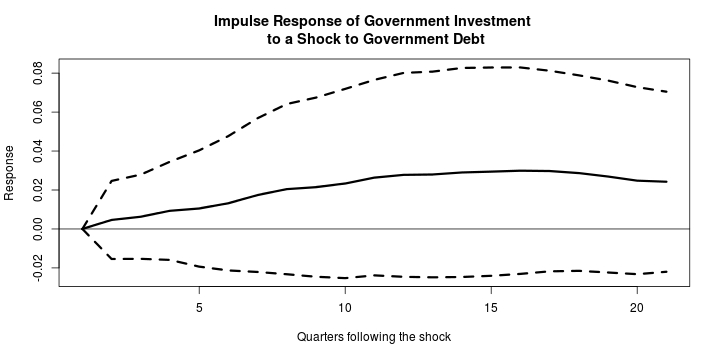 Impulse Response of Government Investment
to a Shock to Government Debt
Response
0.08
0.06
0.04
0.02
0.00
-0.02
5 10 15 20
Quarters following the shock